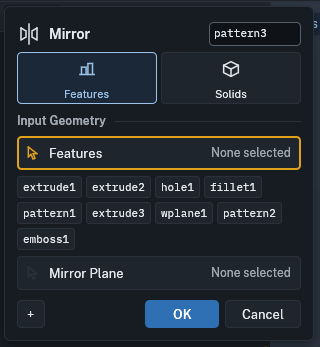 Mirror
pattern3
Features
Solids
Input Geometry
Features
None selected
extrude1 extrude2 hole1 fillet1
pattern1 extrude3 wplane1 pattern2
emboss1
Mirror Plane
None selected
+
OK
Cancel